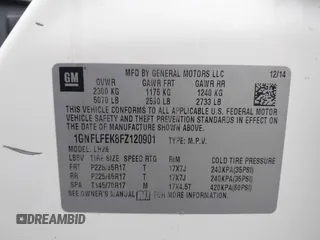 GM
MFD BY GENERAL MOTORS LLC
12/14
GVWR GAWR FRT GAWR RR
2300 KG 1175 KG 1240 KG
5070 LB 2590 LB 2733 LB
THIS VEHICLE CONFORMS TO ALL APPLICABLE U.S. FEDERAL MOTOR
VEHICLE SAFETY AND THEFT PREVENTION STANDARDS IN EFFECT ON
THE DATE OF MANUFACTURE SHOWN ABOVE.
1GNFLFEK6FZ120901 TYPE: M.P.V.
MODEL:
TIRE SIZE SPEED RTG RIM COLD TIRE PRESSURE
FRT P225/65R17 T 17X7J 240KPA(35PSI)
RR P225/65R17 T 17X7J 240KPA(35PSI)
SPA T145/70R17 M 17X4.5T 420KPA(60PSI)
SEE OWNER'S MANUAL FOR ADDITIONAL INFORMATION.
DREAMBID